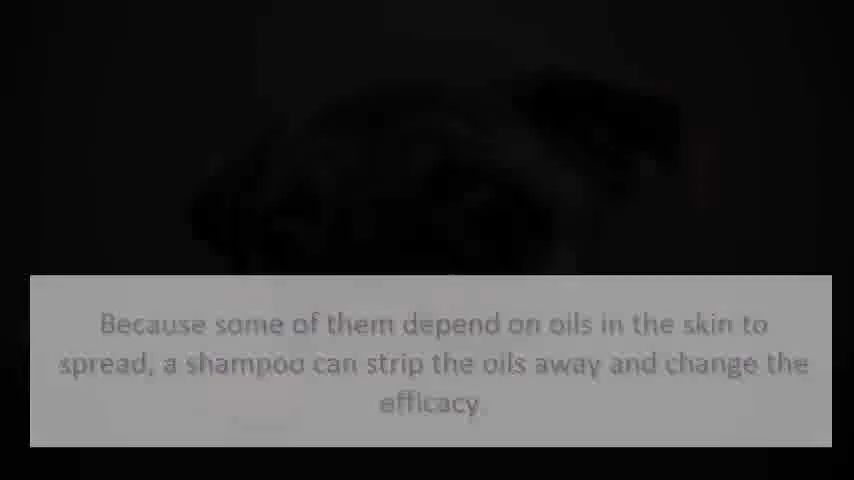 Because some of them depend on oils in the skin to
spread, a shampoo can strip the oils away and change the
efficacy.